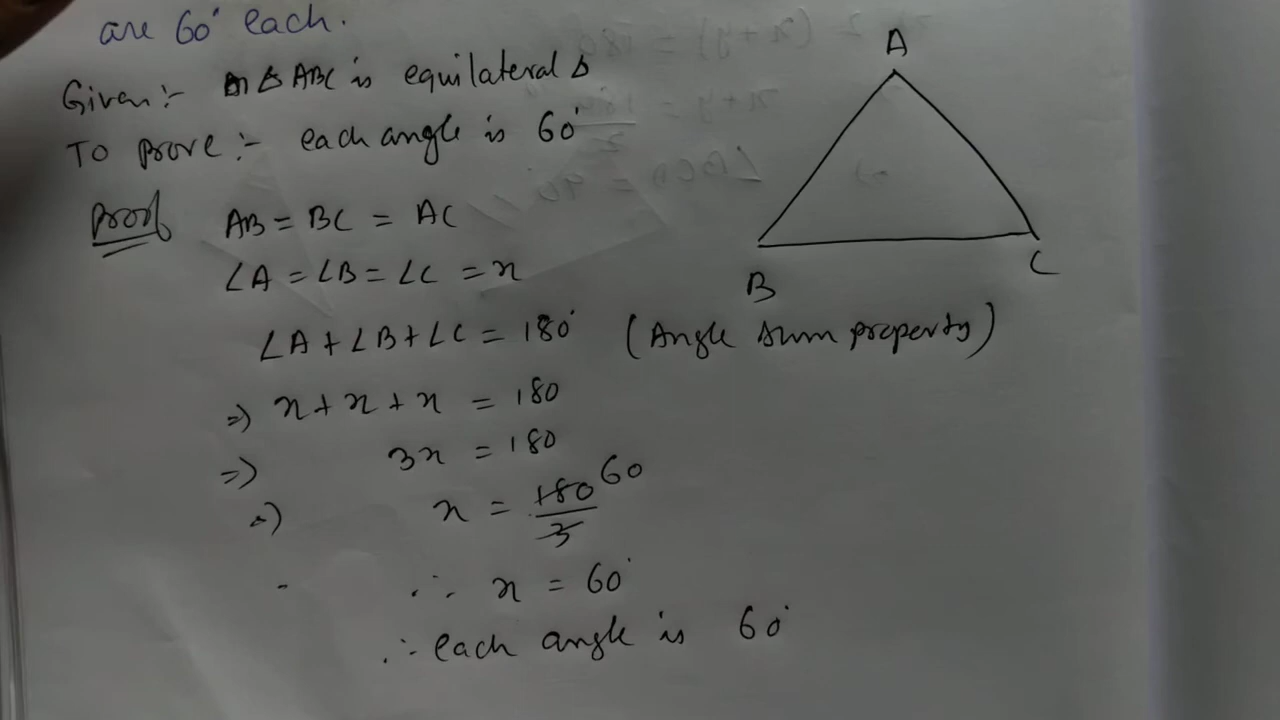 are 60° each.
Given:- ΔABC is equilateral Δ
To prove:- each angle is 60°
A
Proof AB = BC = AC
∠A = ∠B = ∠C = x
B
C
∠A + ∠B + ∠C = 180° (Angle sum property)
=> x + x + x = 180
=> 3x = 180
=> x = 180/3 60
∴ x = 60°
∴ each angle is 60°